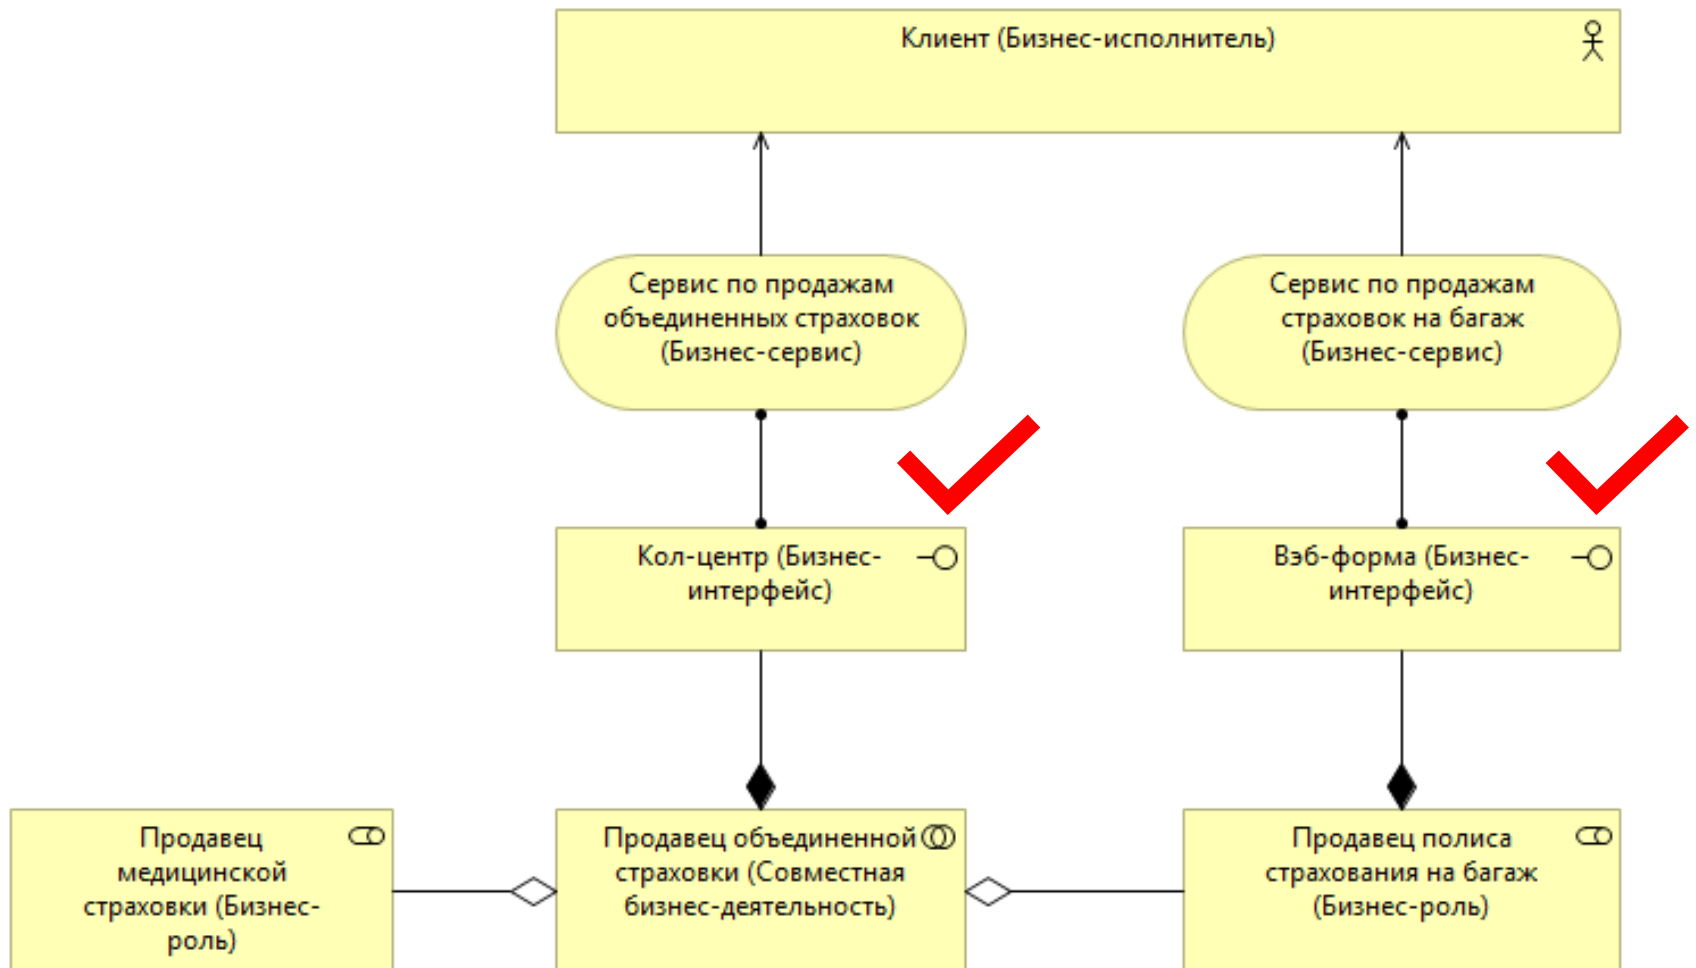 Клиент (Бизнес-исполнитель)
Сервис по продажам
объединенных страховок
(Бизнес-сервис)
Сервис по продажам
страховок на багаж
(Бизнес-сервис)
Кол-центр (Бизнес-
интерфейс)
Вэб-форма (Бизнес-
интерфейс)
Продавец
медицинской
страховки (Бизнес-
роль)
Продавец объединенной
страховки (Совместная
бизнес-деятельность)
Продавец полиса
страхования на багаж
(Бизнес-роль)